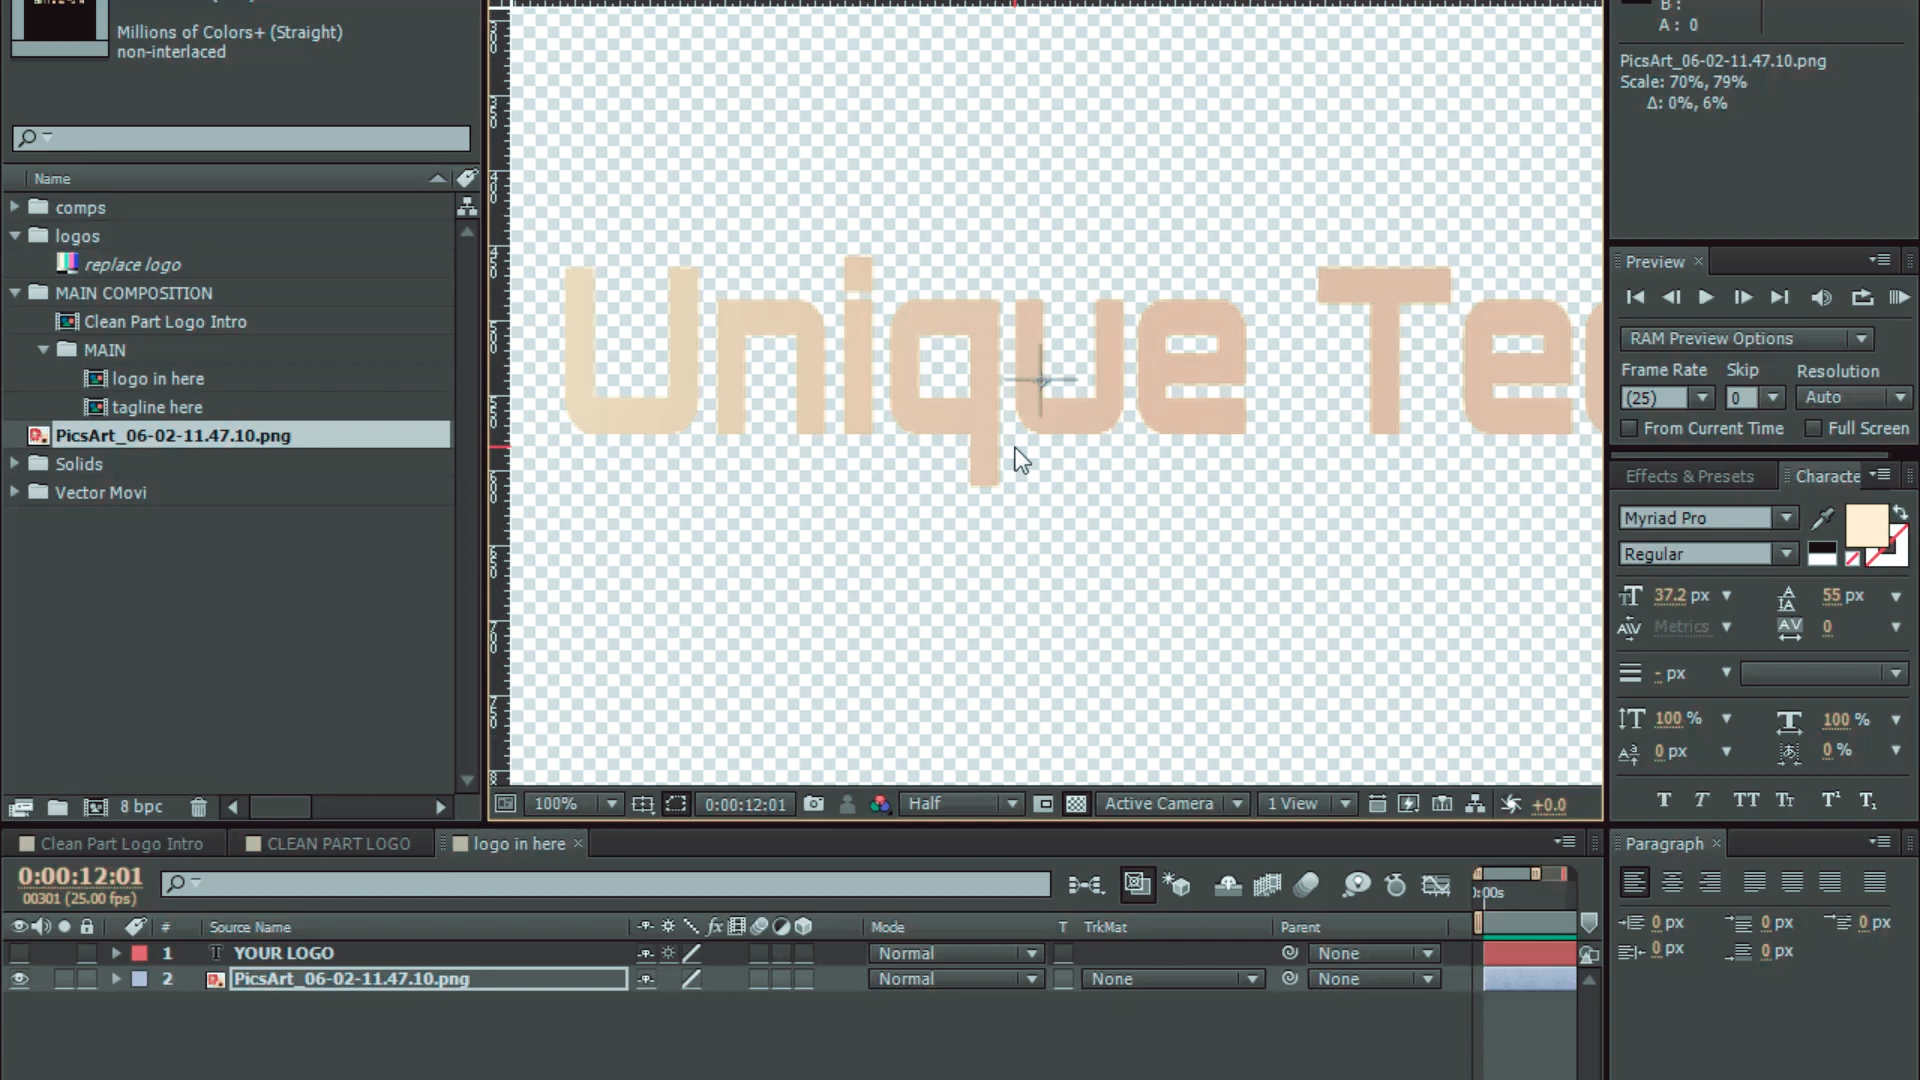 Millions of Colors+ (Straight)
non-interlaced
Name
comps
logos
replace logo
MAIN COMPOSITION
Clean Part Logo Intro
MAIN
logo in here
tagline here
PicsArt_06-02-11.47.10.png
Solids
Vector Movi
8 bpc
Unique Te
100%
0:00:12:01
Half
Active Camera
1 View
+0.0
B :
A : 0
PicsArt_06-02-11.47.10.png
Scale: 70%, 79%
Δ: 0%, 6%
Preview
RAM Preview Options
Frame Rate Skip Resolution
(25) 0 Auto
From Current Time Full Screen
Effects & Presets Characte
Myriad Pro
Regular
37.2 px 55 px
Metrics 0
- px
100 % 100 %
0 px 0 %
T T TT Tт T¹ T₁
Clean Part Logo Intro CLEAN PART LOGO logo in here
0:00:12:01
00301 (25.00 fps)
0:00s
# Source Name Mode T TrkMat Parent
1 T YOUR LOGO Normal None
2 PicsArt_06-02-11.47.10.png Normal None None
Paragraph
0 px 0 px 0 px
0 px 0 px